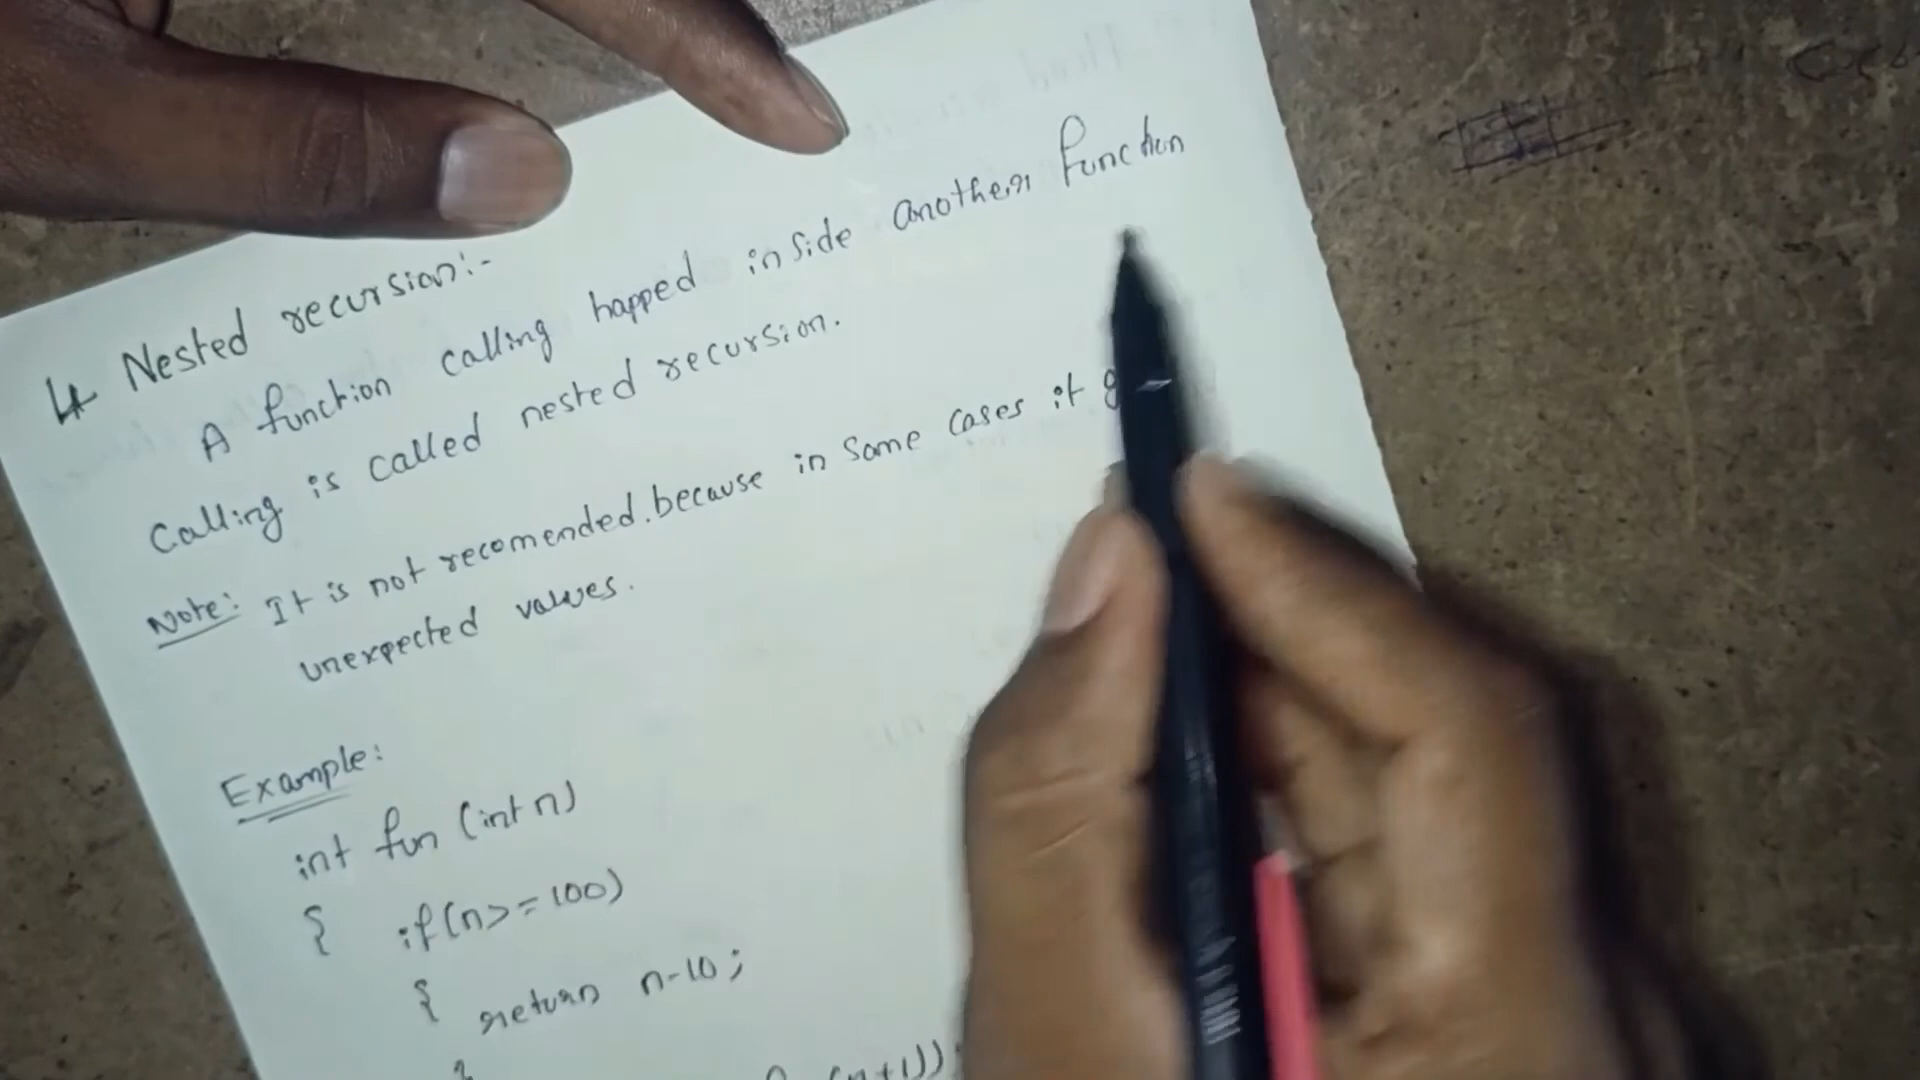 4 Nested recursion:-
A function calling happed inside another function
calling is called nested recursion.
Note: It is not recomended. because in some cases it
unexpected values.
Example:
int fun (int n)
{ if(n>=100)
{ return n-10;
}
(n+1));